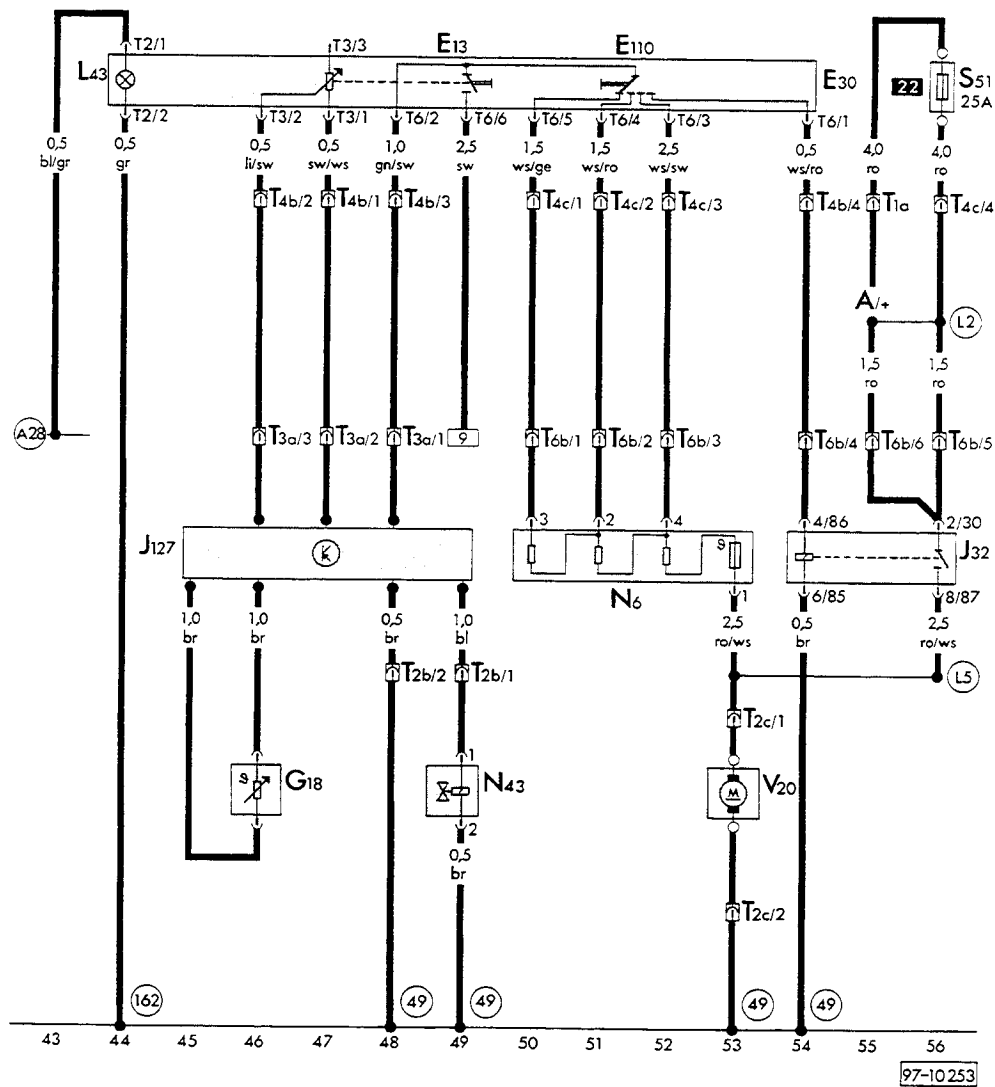 T2/1 T3/3 E13 E110
L43 E30 22 S51
25A
T2/2 T3/2 T3/1 T6/2 T6/6 T6/5 T6/4 T6/3 T6/1
0,5 0,5 0,5 0,5 1,0 2,5 1,5 1,5 2,5 0,5 4,0 4,0
bl/gr gr li/sw sw/ws gn/sw sw ws/ge ws/ro ws/sw ws/ro ro ro
T4b/2 T4b/1 T4b/3 T4c/1 T4c/2 T4c/3 T4b/4 T1a T4c/4
A/+ L2
1,5 1,5
ro ro
A28 T3a/3 T3a/2 T3a/1 9 T6b/1 T6b/2 T6b/3 T6b/4 T6b/6 T6b/5
3 2 4 4/86 2/30
J127 ϑ J32
N6 1 6/85 8/87
1,0 1,0 0,5 1,0 2,5 0,5 2,5
br br br bl ro/ws br ro/ws
T2b/2 T2b/1 L5
T2c/1
1
ϑ G18 N43 M V20
2
0,5
br
T2c/2
162 49 49 49 49
43 44 45 46 47 48 49 50 51 52 53 54 55 56
97-10253